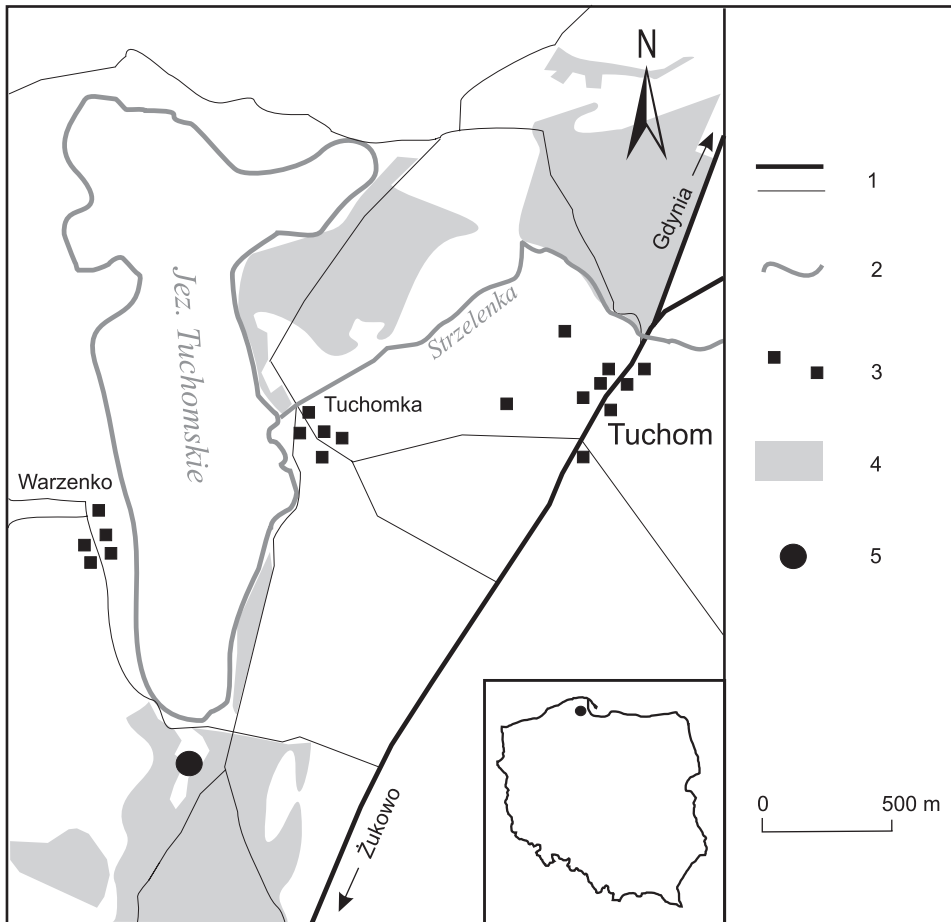 N
Gdynia
Jez. Tuchomskie
Strzelenka
Tuchomka
Tuchom
Warzenko
Żukowo
1
2
3
4
5
0 500 m